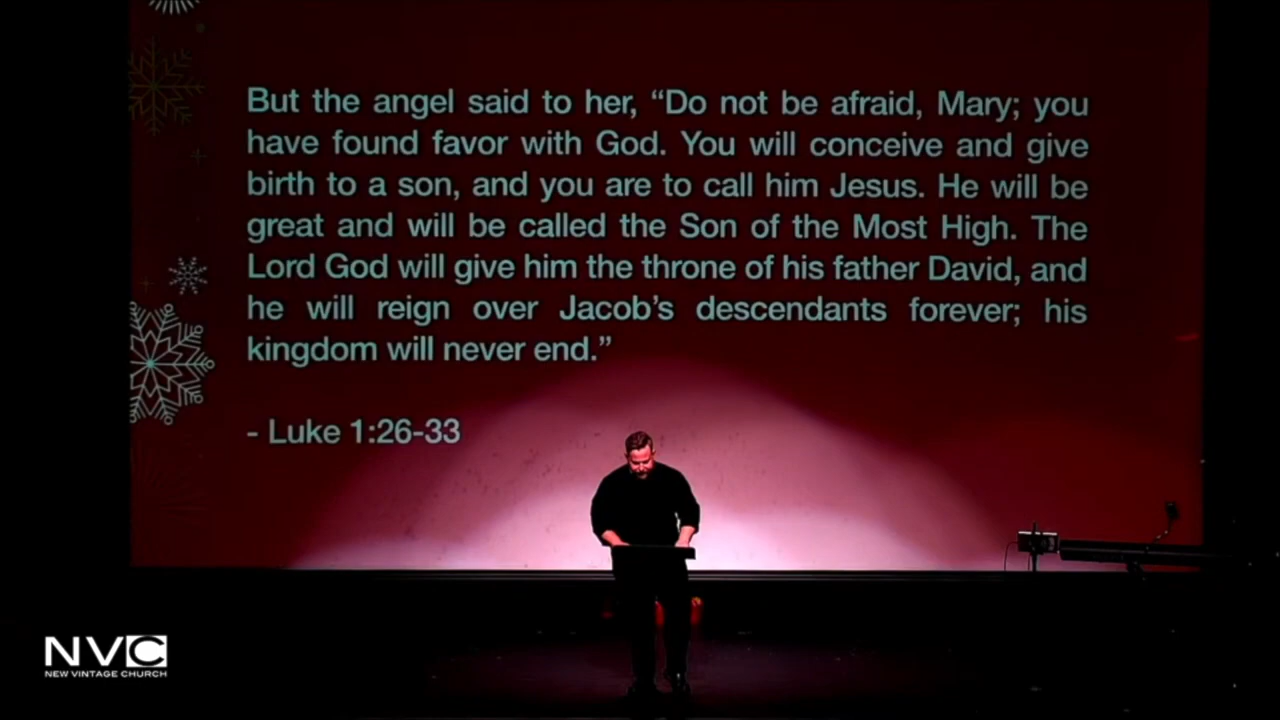 But the angel said to her, “Do not be afraid, Mary; you
have found favor with God. You will conceive and give
birth to a son, and you are to call him Jesus. He will be
great and will be called the Son of the Most High. The
Lord God will give him the throne of his father David, and
he will reign over Jacob’s descendants forever; his
kingdom will never end.”
- Luke 1:26-33
NVC
NEW VINTAGE CHURCH